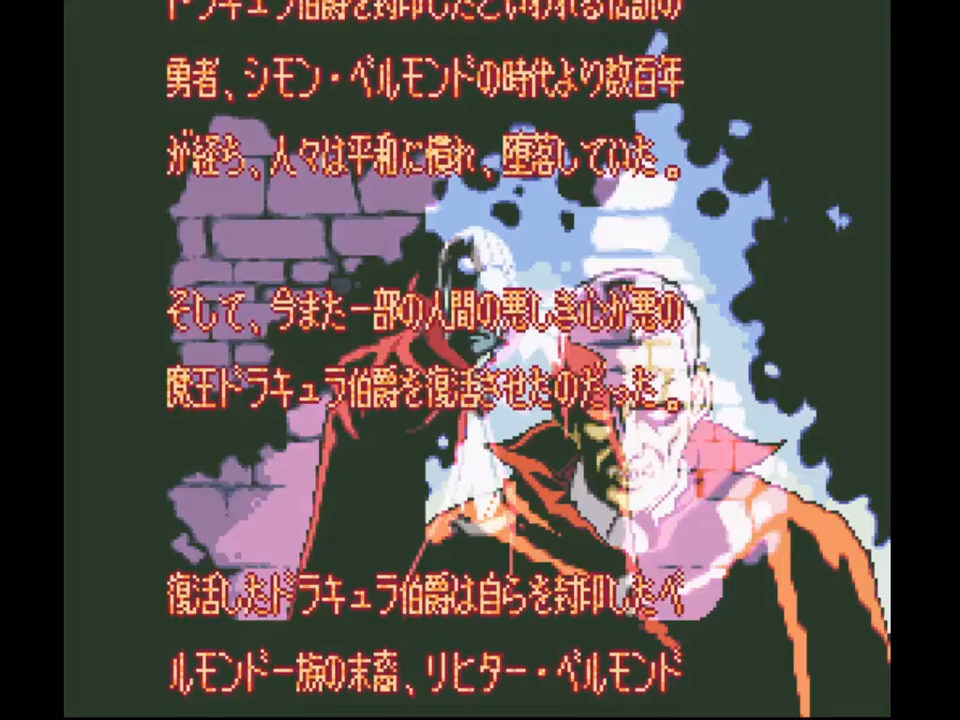 ドラキュラ伯爵を封印したといわれる伝説の
勇者、シモン・ベルモンドの時代より数百年
が経ち、人々は平和に慣れ、堕落していた。
そして、今また一部の人間の悪しき心が悪の
魔王ドラキュラ伯爵を復活させたのだった。
復活したドラキュラ伯爵は自らを封印したベ
ルモンド一族の末裔、リヒター・ベルモンド